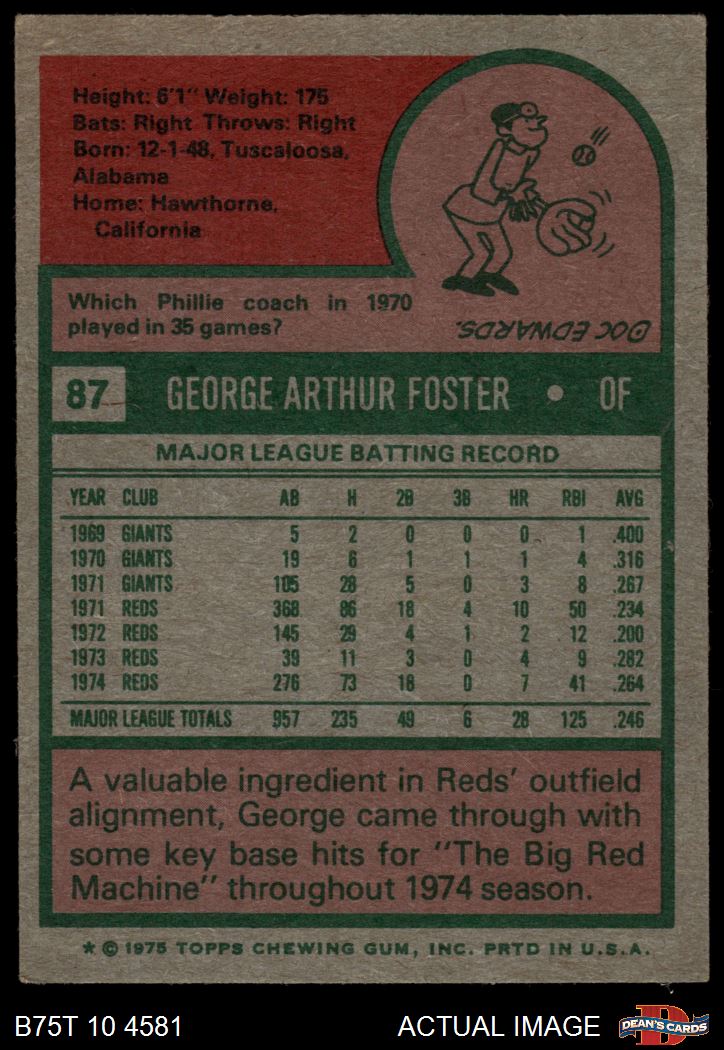 Height: 6'1" Weight: 175
Bats: Right Throws: Right
Born: 12-1-48, Tuscaloosa,
Alabama
Home: Hawthorne,
California
Which Phillie coach in 1970
played in 35 games?
DOC EDWARDS.
87 GEORGE ARTHUR FOSTER • OF
MAJOR LEAGUE BATTING RECORD
YEAR CLUB AB H 2B 3B HR RBI AVG
1969 GIANTS 5 2 0 0 0 1 .400
1970 GIANTS 19 6 1 1 1 4 .316
1971 GIANTS 105 28 5 0 3 8 .267
1971 REDS 368 86 18 4 10 50 .234
1972 REDS 145 29 4 1 2 12 .200
1973 REDS 39 11 3 0 4 9 .282
1974 REDS 276 73 18 0 7 41 .264
MAJOR LEAGUE TOTALS 957 235 49 6 28 125 .246
A valuable ingredient in Reds' outfield
alignment, George came through with
some key base hits for "The Big Red
Machine" throughout 1974 season.
* © 1975 TOPPS CHEWING GUM, INC. PRTD IN U.S.A.
B75T 10 4581 ACTUAL IMAGE D DEAN'S CARDS